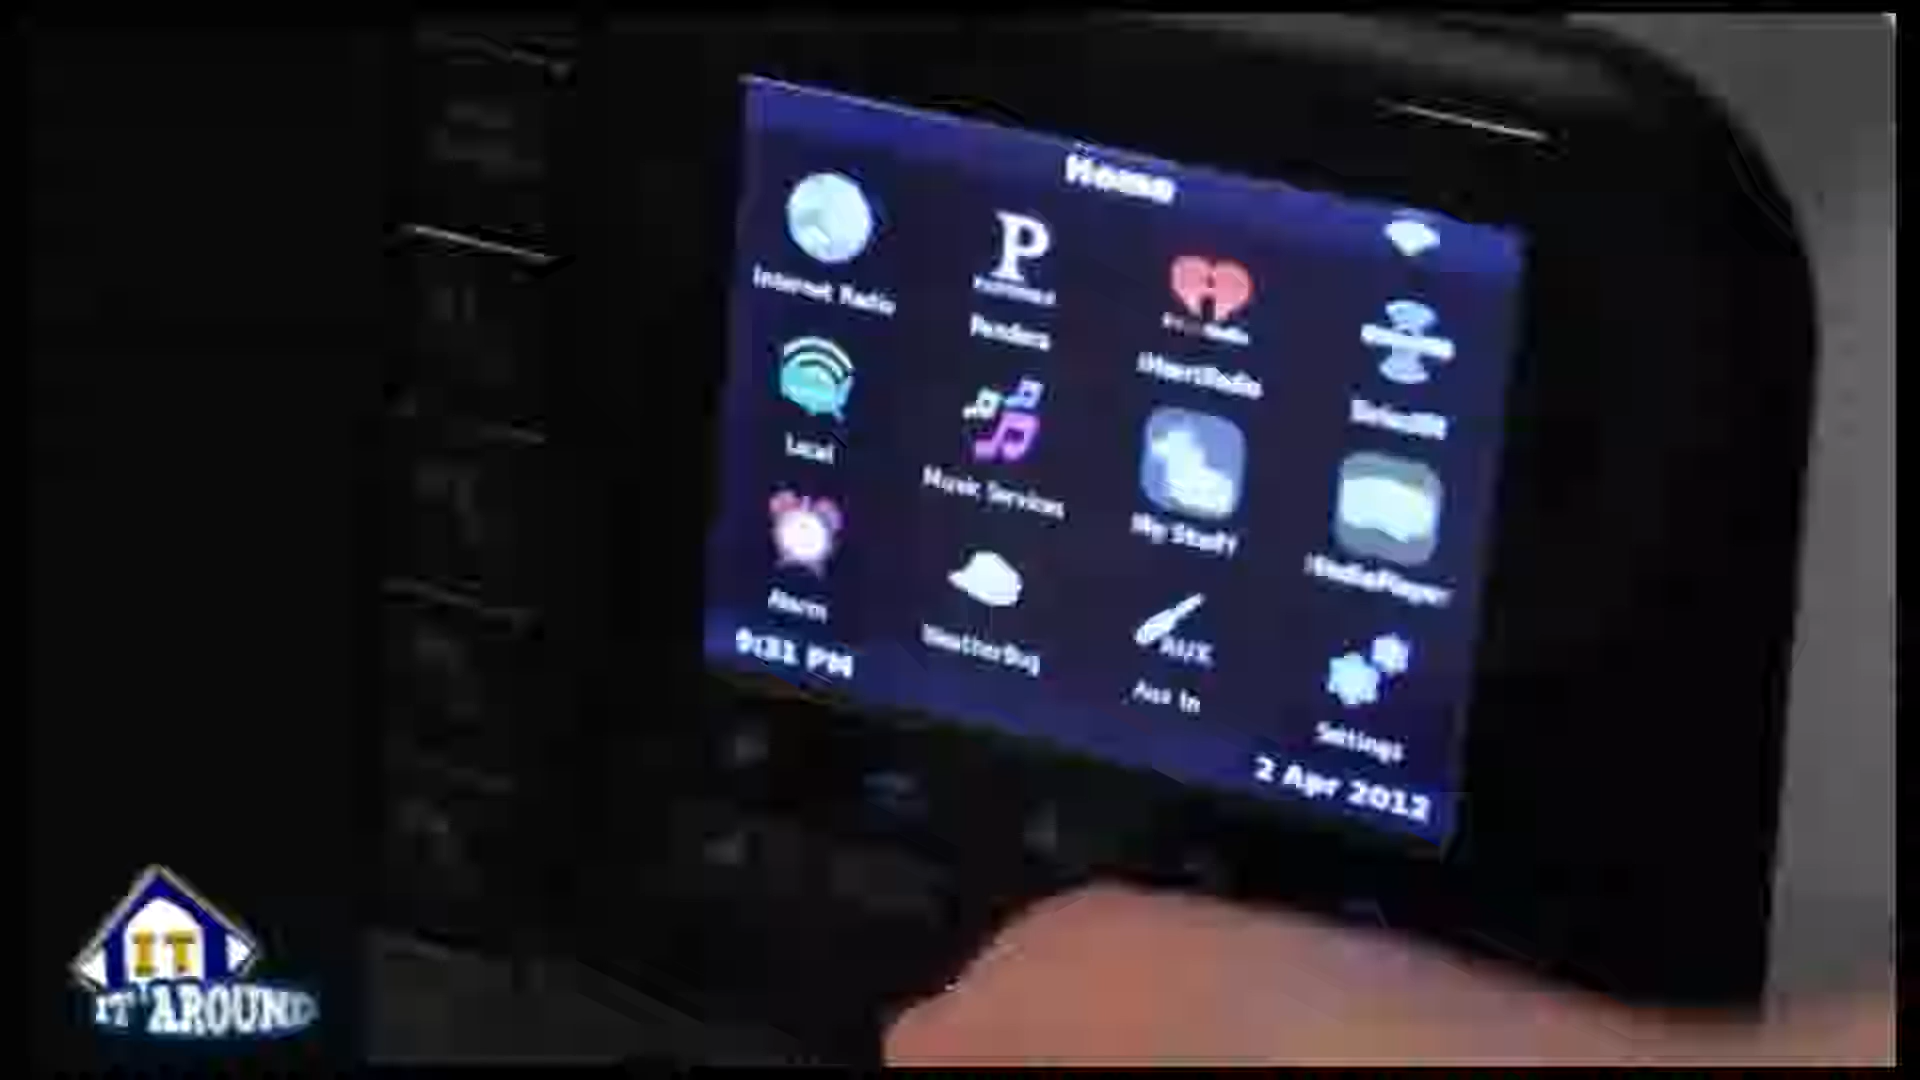 Home
Internet Radio
P
Pandora
iHeartRadio
SiriusXM
Local
Music Services
My Stuff
MediaPlayer
Alarm
WeatherBug
AUX
Aux In
Settings
9:31 PM
2 Apr 2012
IT
IT AROUND